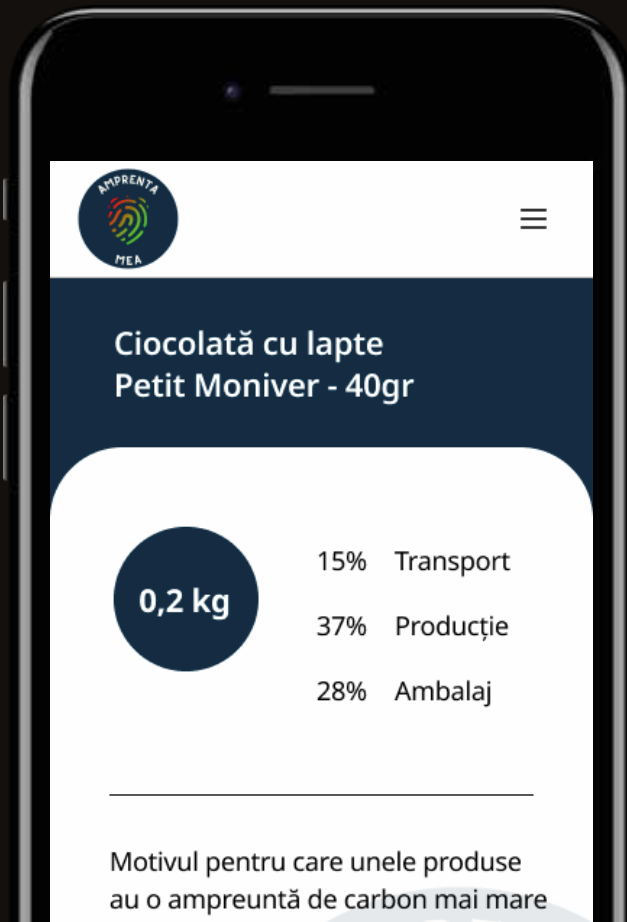 AMPRENTA
MEA
Ciocolată cu lapte
Petit Moniver - 40gr
0,2 kg
15% Transport
37% Producție
28% Ambalaj
Motivul pentru care unele produse
au o ampreuntă de carbon mai mare